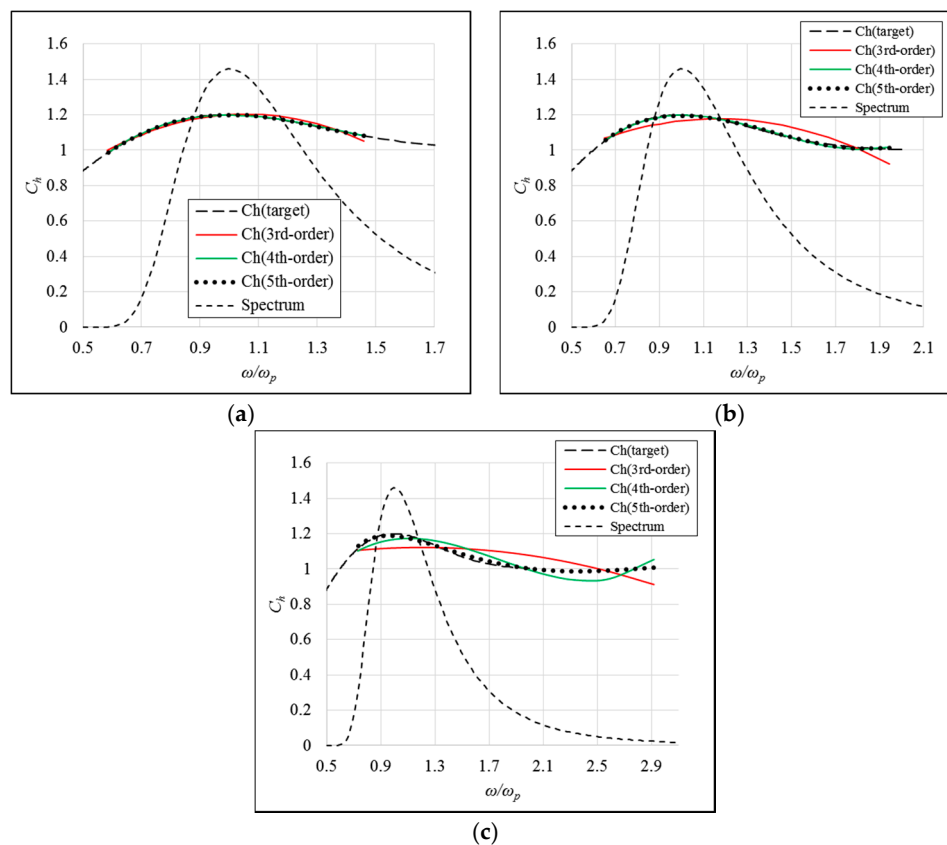 1.6
1.4
1.2
1
0.8
0.6
0.4
0.2
0
C_h
0.5 0.7 0.9 1.1 1.3 1.5 1.7
ω/ω_p
Ch(target)
Ch(3rd-order)
Ch(4th-order)
Ch(5th-order)
Spectrum
(a)
1.6
1.4
1.2
1
0.8
0.6
0.4
0.2
0
C_h
0.5 0.7 0.9 1.1 1.3 1.5 1.7 1.9 2.1
ω/ω_p
Ch(target)
Ch(3rd-order)
Ch(4th-order)
Ch(5th-order)
Spectrum
(b)
1.6
1.4
1.2
1
0.8
0.6
0.4
0.2
0
C_h
0.5 0.9 1.3 1.7 2.1 2.5 2.9
ω/ω_p
Ch(target)
Ch(3rd-order)
Ch(4th-order)
Ch(5th-order)
Spectrum
(c)